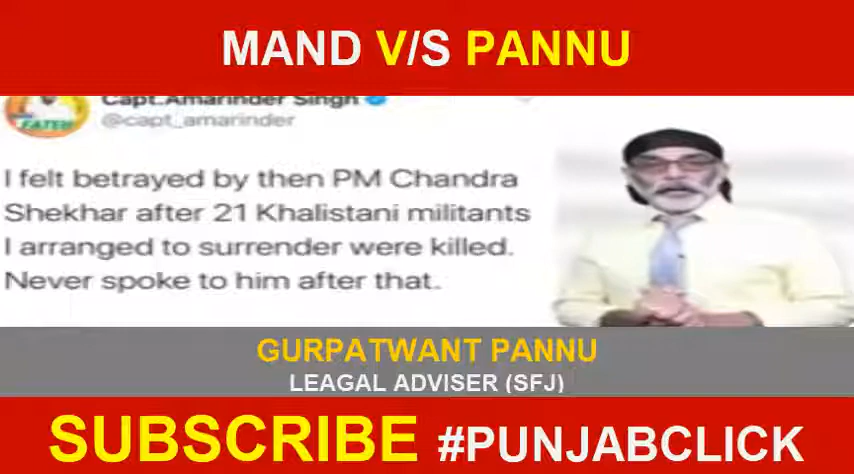 MAND V/S PANNU
Capt.Amarinder Singh
FATEH
@capt_amarinder
I felt betrayed by then PM Chandra
Shekhar after 21 Khalistani militants
I arranged to surrender were killed.
Never spoke to him after that.
GURPATWANT PANNU
LEAGAL ADVISER (SFJ)
SUBSCRIBE #PUNJABCLICK